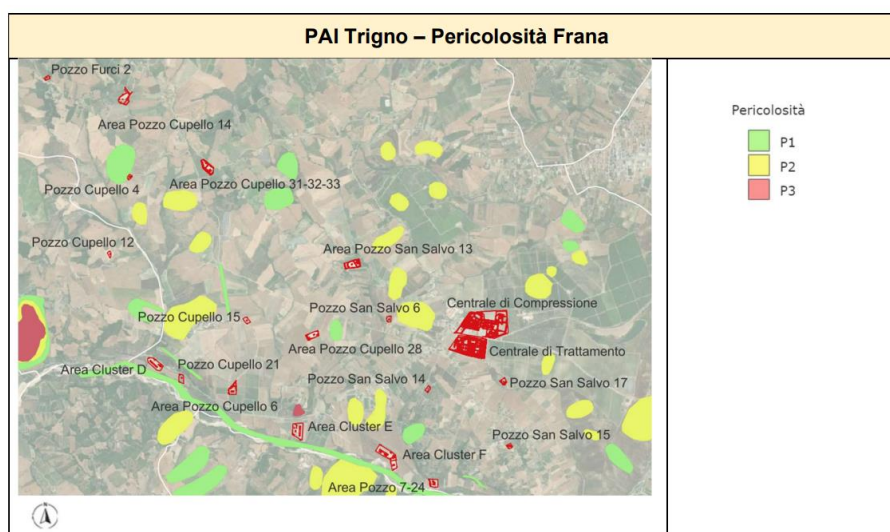 PAI Trigno – Pericolosità Frana
Pozzo Furci 2
Area Pozzo Cupello 14
Pozzo Cupello 4
Area Pozzo Cupello 31-32-33
Pozzo Cupello 12
Area Pozzo San Salvo 13
Pozzo Cupello 15
Pozzo San Salvo 6
Centrale di Compressione
Area Pozzo Cupello 28
Centrale di Trattamento
Area Cluster D
Pozzo Cupello 21
Pozzo San Salvo 14
Pozzo San Salvo 17
Area Pozzo Cupello 6
Area Cluster E
Pozzo San Salvo 15
Area Cluster F
Area Pozzo 7-24
Pericolosità
P1
P2
P3